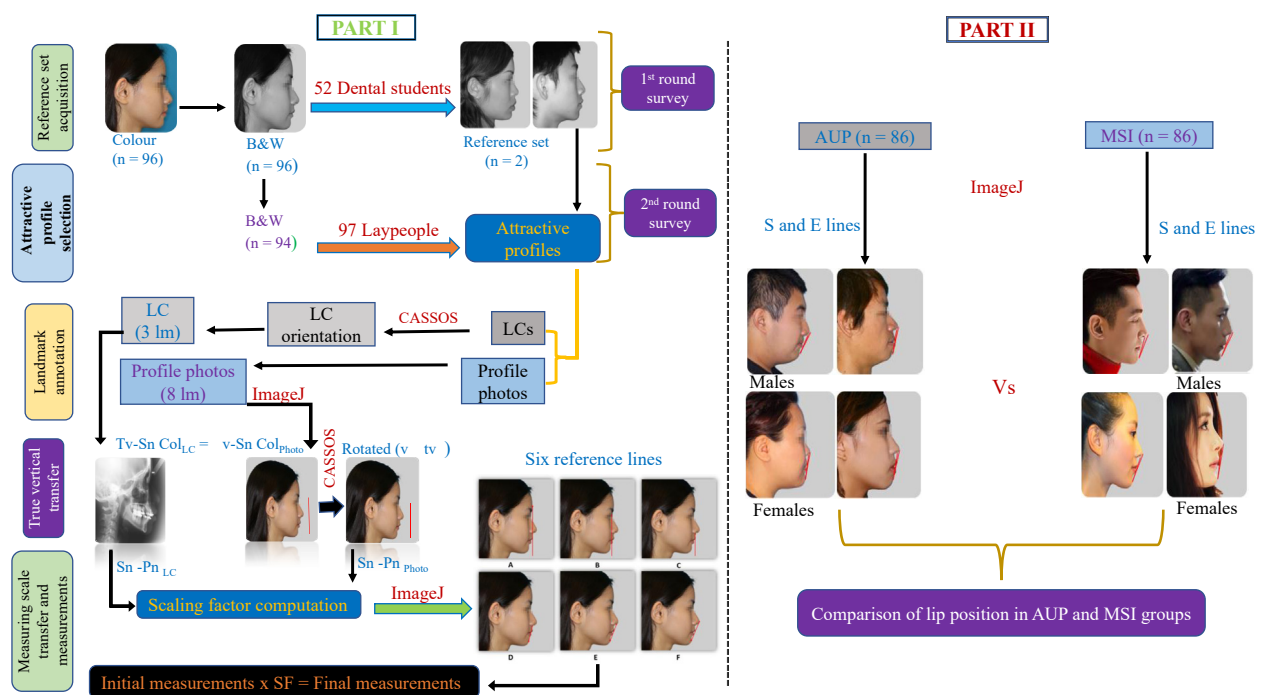 PART I
Reference set
acquisition
Colour
(n = 96)
B&W
(n = 96)
52 Dental students
Reference set
(n = 2)
1st round
survey
Attractive
profile
selection
B&W
(n = 94)
97 Laypeople
Attractive
profiles
2nd round
survey
Landmark
annotation
LC
(3 lm)
LC
orientation
CASSOS
LCs
Profile photos
(8 lm)
ImageJ
Profile
photos
True vertical
transfer
Tv-Sn ColLC =
v-Sn ColPhoto
CASSOS
Rotated (v tv )
Six reference lines
A
B
C
D
E
F
Measuring scale
transfer and
measurements
Sn -Pn LC
Sn -Pn Photo
Scaling factor computation
ImageJ
Initial measurements x SF = Final measurements
PART II
AUP (n = 86)
MSI (n = 86)
ImageJ
S and E lines
S and E lines
Males
Vs
Males
Females
Females
Comparison of lip position in AUP and MSI groups